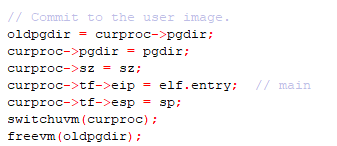 // Commit to the user image.
oldpgdir = curproc->pgdir;
curproc->pgdir = pgdir;
curproc->sz = sz;
curproc->tf->eip = elf.entry;  // main
curproc->tf->esp = sp;
switchuvm(curproc);
freevm(oldpgdir);